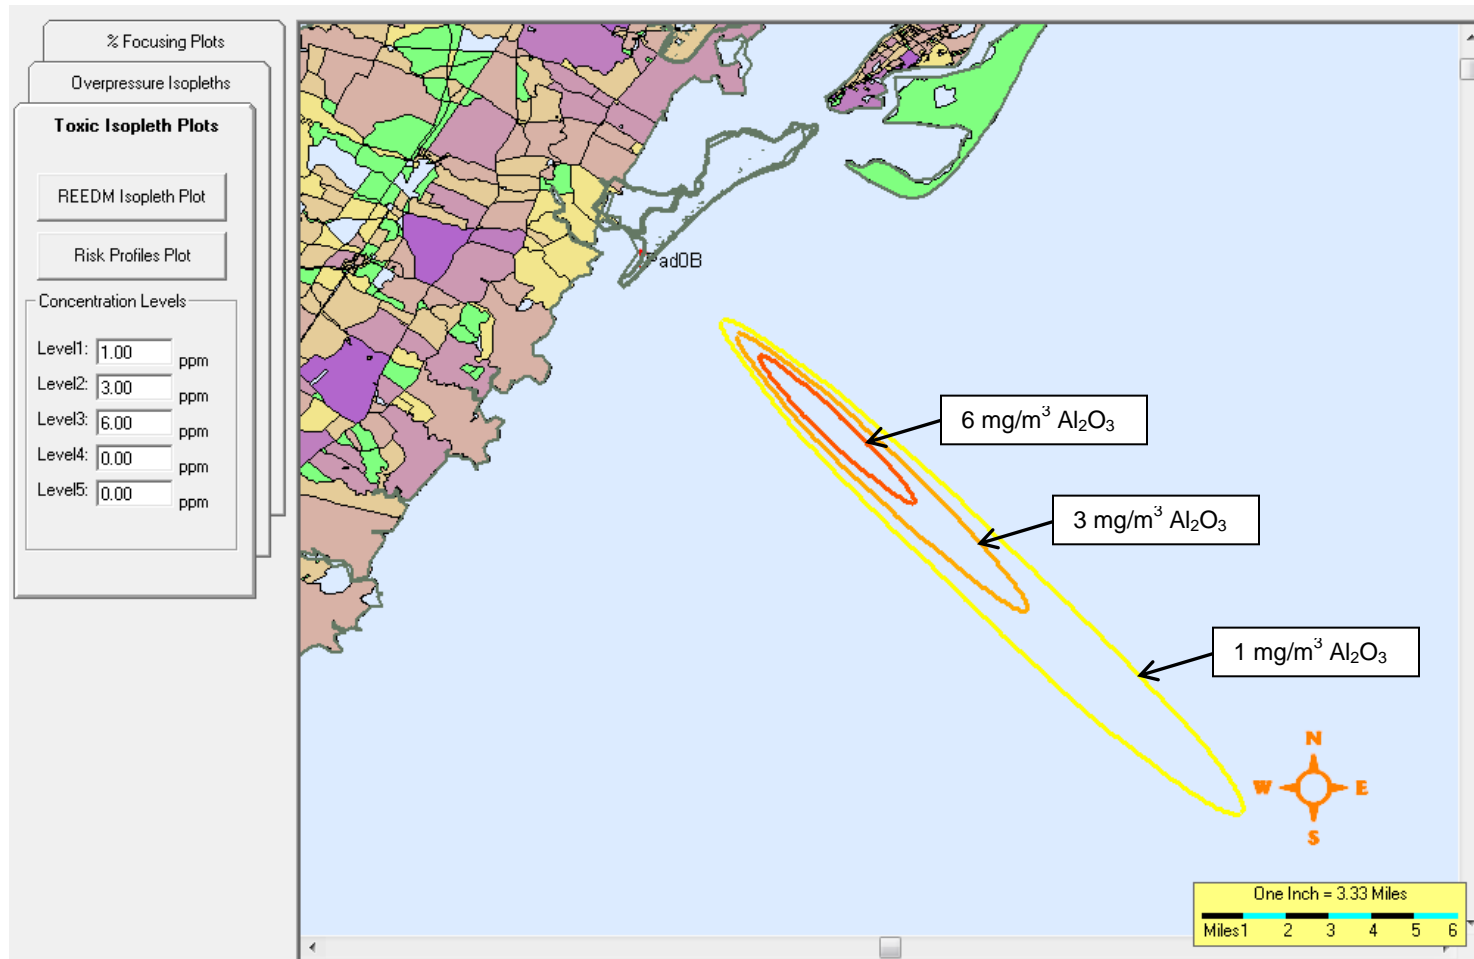 % Focusing Plots
Overpressure Isopleths
Toxic Isopleth Plots
REEDM Isopleth Plot
Risk Profiles Plot
Concentration Levels
Level1: 1.00 ppm
Level2: 3.00 ppm
Level3: 6.00 ppm
Level4: 0.00 ppm
Level5: 0.00 ppm
Pad0B
6 mg/m³ Al₂O₃
3 mg/m³ Al₂O₃
1 mg/m³ Al₂O₃
N
W E
S
One Inch = 3.33 Miles
Miles1 2 3 4 5 6